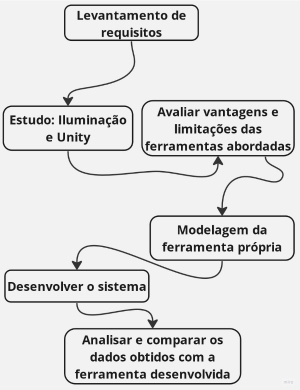 Levantamento de
requisitos
Estudo: Iluminação
e Unity
Avaliar vantagens e
limitações das
ferramentas abordadas
Modelagem da
ferramenta própria
Desenvolver o sistema
Analisar e comparar os
dados obtidos com a
ferramenta desenvolvida